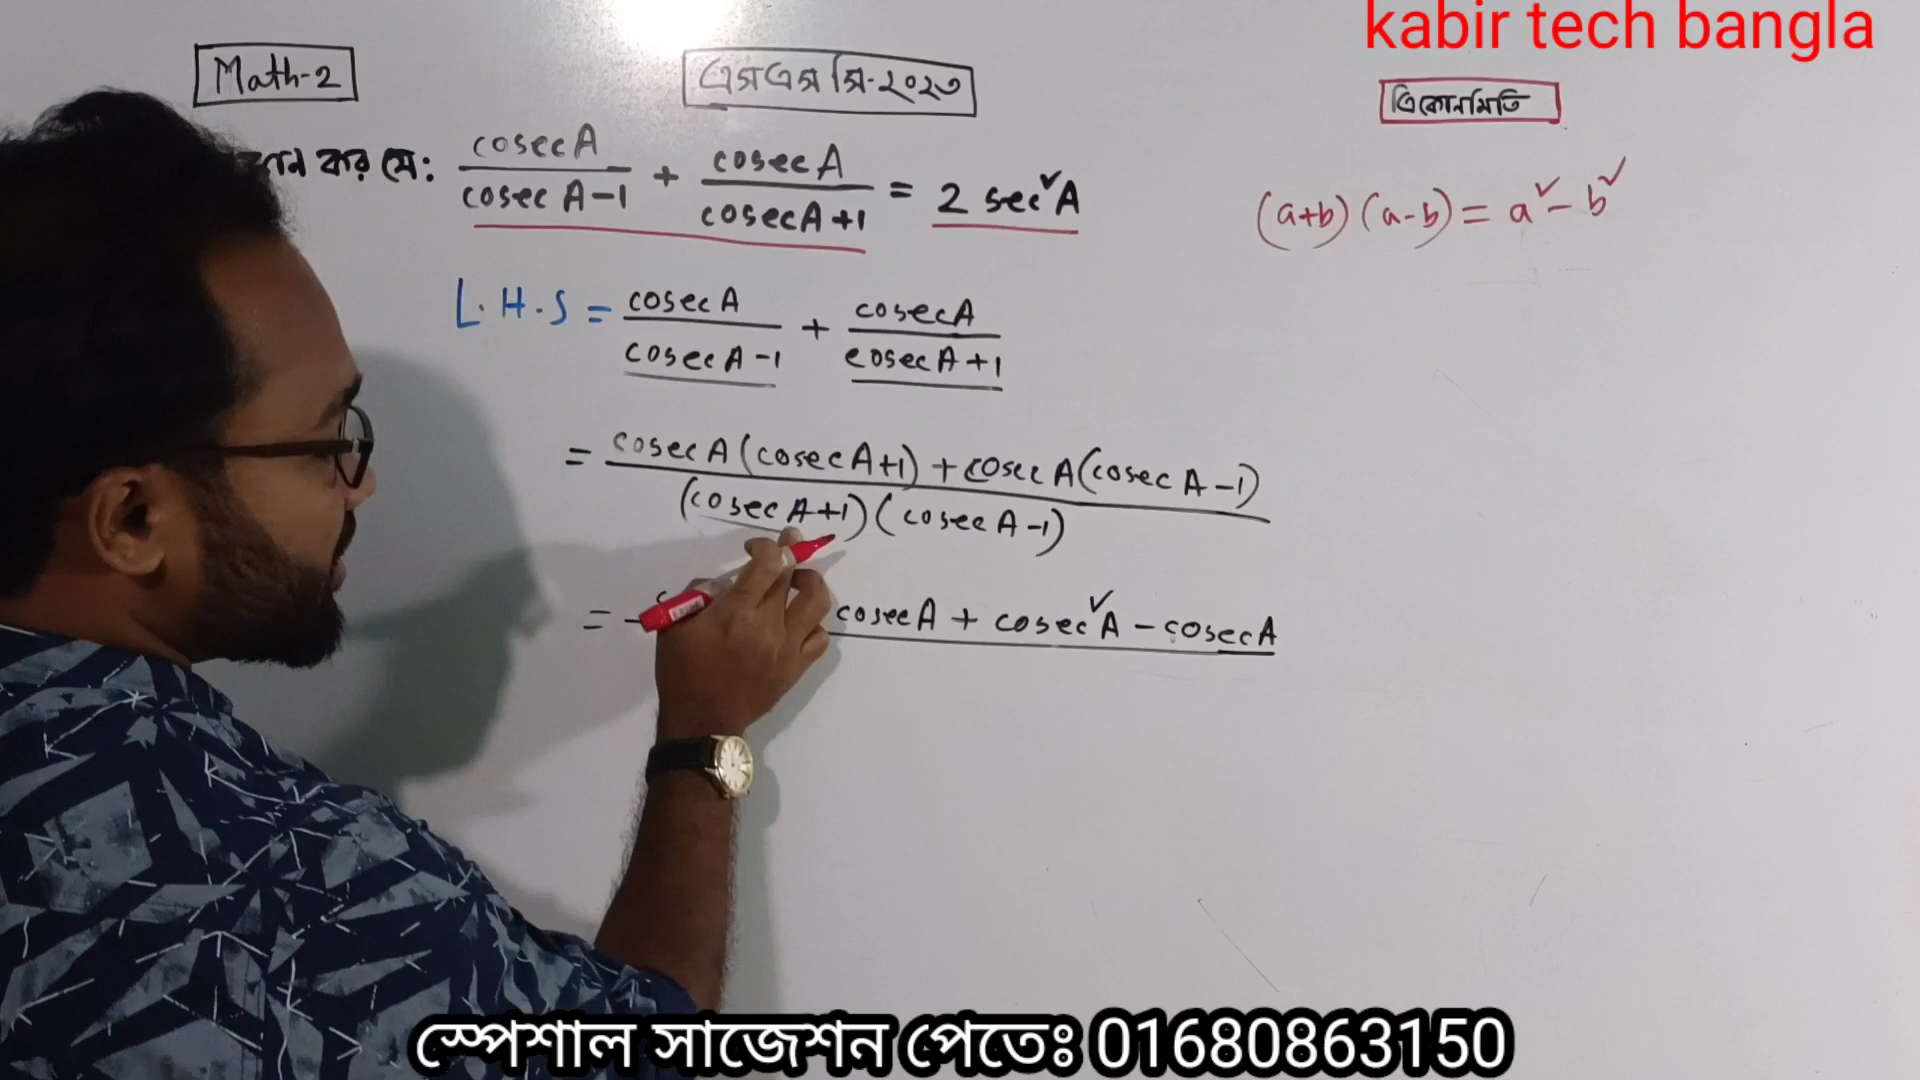 kabir tech bangla
Math-2
এসএসসি-২০২৩
ত্রিকোনমিতি
কর যে: cosecA/cosec A-1 + cosecA/cosecA+1 = 2 sec²A
(a+b)(a-b) = a² - b²
L.H.S = cosecA/cosecA-1 + cosecA/cosecA+1
= cosecA(cosecA+1) + cosecA(cosecA-1)/(cosecA+1)(cosecA-1)
= cosecA + cosec²A - cosecA
স্পেশাল সাজেশন পেতেঃ 01680863150